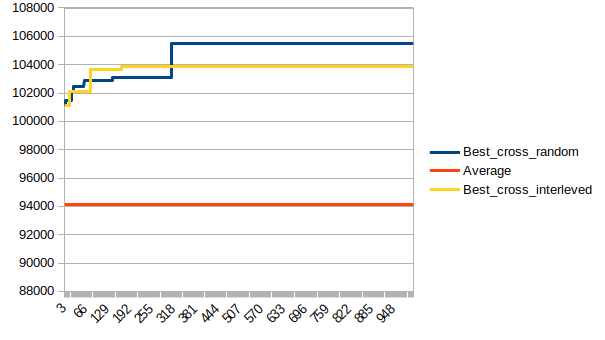 108000
106000
104000
102000
100000
98000
96000
94000
92000
90000
88000
3 66 129 192 255 318 381 444 507 570 633 696 759 822 885 948
Best_cross_random
Average
Best_cross_interleved